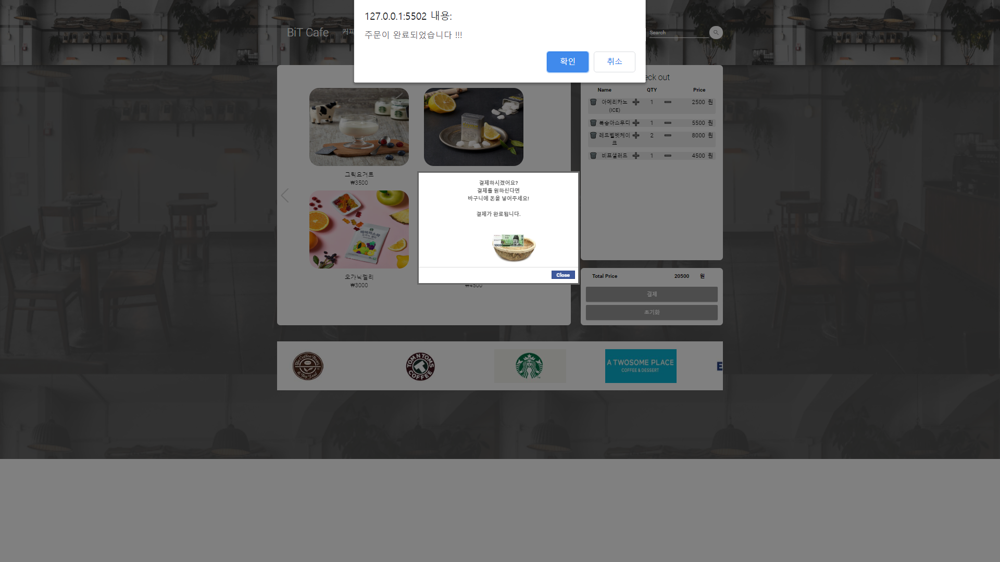 127.0.0.1:5502 내용:
주문이 완료되었습니다 !!!
확인
취소
BiT Cafe
커피
Search
eck out
Name QTY Price
아메리카노 1 2500 원
(ICE)
복숭아스무디 1 5500 원
레드벨벳케이 2 8000 원
크
비프샐러드 1 4500 원
그릭요거트
₩3500
결제하시겠어요?
결제를 원하신다면
바구니에 돈을 넣어주세요!
결제가 완료됩니다.
10000
Close
오가닉젤리
₩3000
₩4500
Total Price 20500 원
결제
초기화
The Coffee Bean & Tea Leaf
TOM N TOMS COFFEE
A TWOSOME PLACE
COFFEE & DESSERT
E